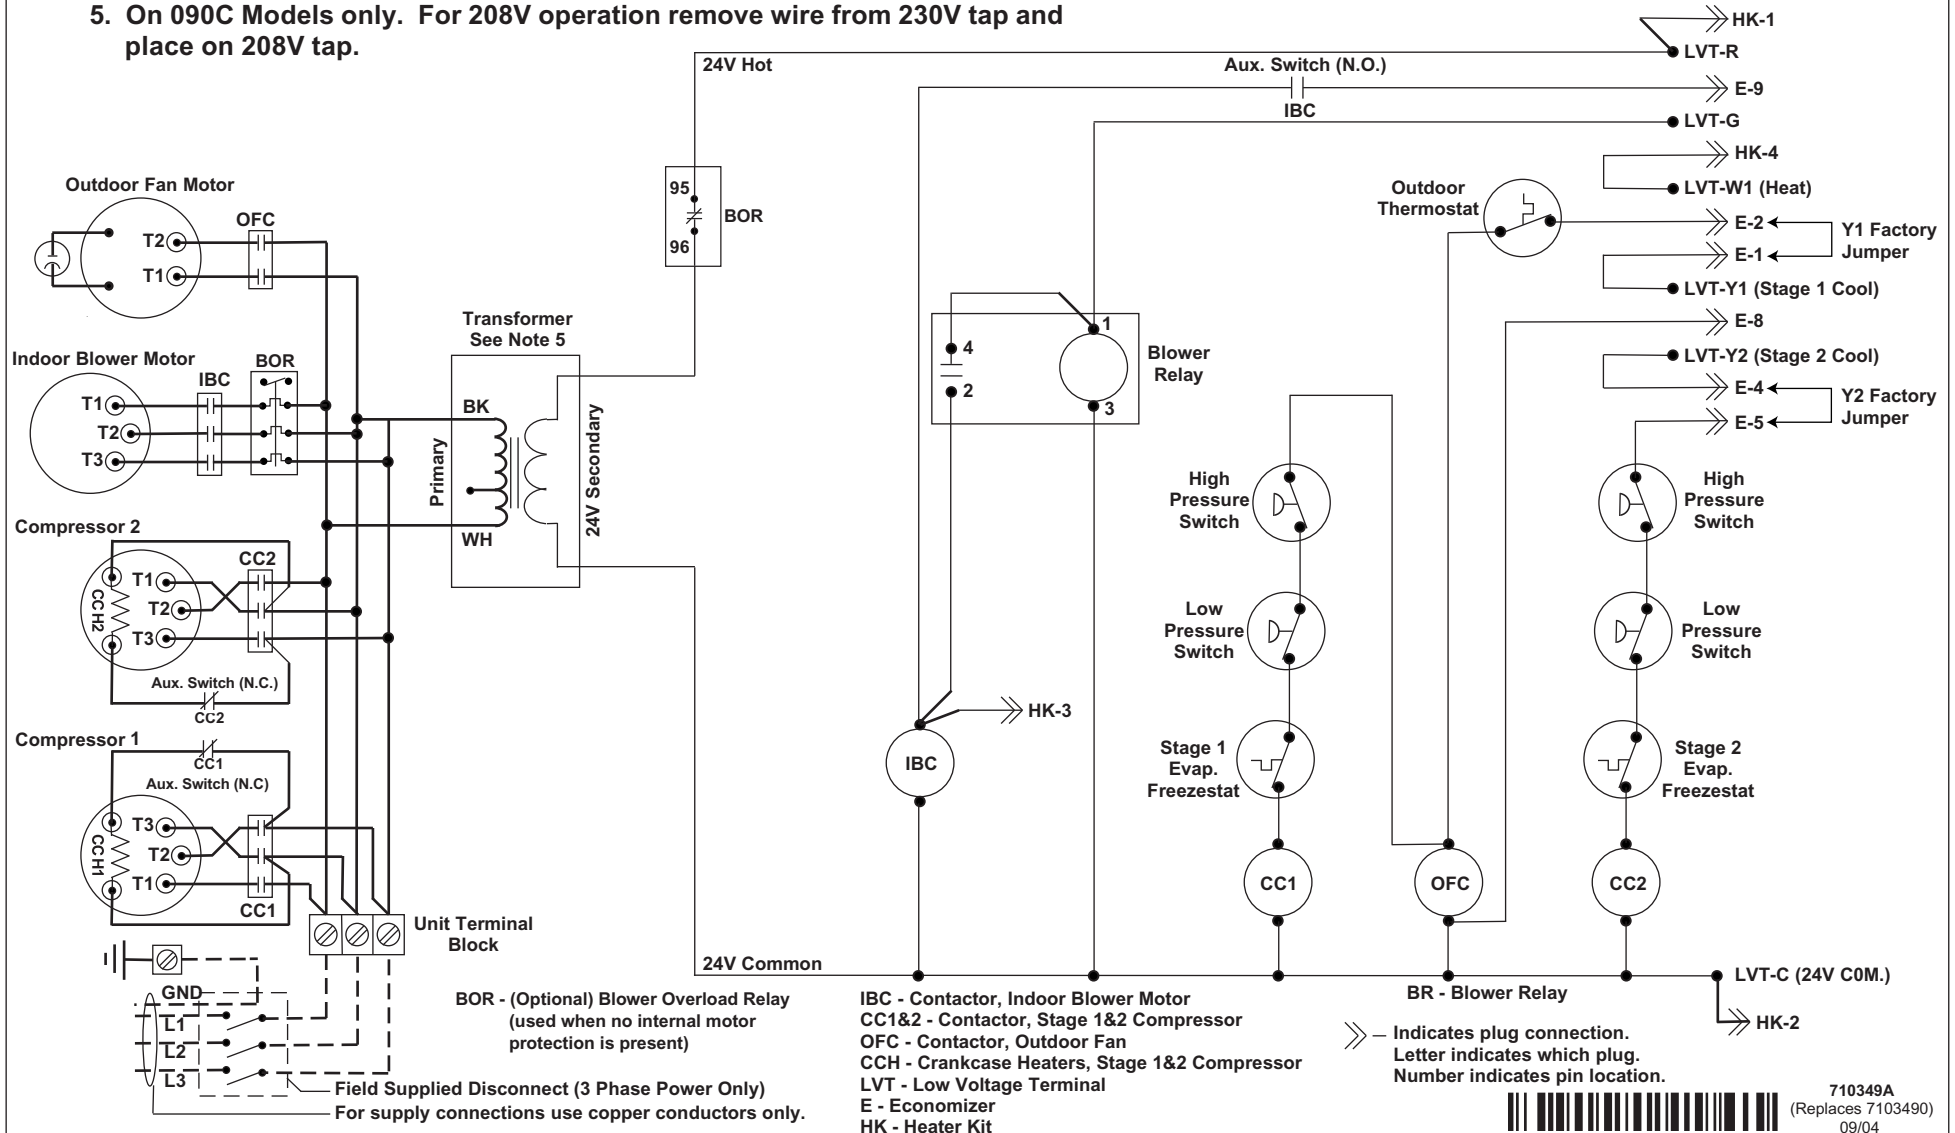 5. On 090C Models only. For 208V operation remove wire from 230V tap and
place on 208V tap.
HK-1
LVT-R
24V Hot
Aux. Switch (N.O.)
IBC
E-9
LVT-G
HK-4
LVT-W1 (Heat)
Outdoor
Thermostat
E-2
E-1
Y1 Factory
Jumper
LVT-Y1 (Stage 1 Cool)
E-8
LVT-Y2 (Stage 2 Cool)
E-4
E-5
Y2 Factory
Jumper
95
96
BOR
Outdoor Fan Motor
OFC
T2
T1
Transformer
See Note 5
BK
WH
Primary
24V Secondary
Indoor Blower Motor
IBC
BOR
T1
T2
T3
1
4
2
3
Blower
Relay
High
Pressure
Switch
High
Pressure
Switch
Compressor 2
CC2
T1
T2
T3
CCH2
Aux. Switch (N.C.)
CC2
Low
Pressure
Switch
Low
Pressure
Switch
HK-3
IBC
Compressor 1
CC1
Aux. Switch (N.C)
T3
T2
T1
CCH1
CC1
Stage 1
Evap.
Freezestat
Stage 2
Evap.
Freezestat
CC1
OFC
CC2
Unit Terminal
Block
24V Common
LVT-C (24V C0M.)
HK-2
GND
L1
L2
L3
Field Supplied Disconnect (3 Phase Power Only)
For supply connections use copper conductors only.
BOR - (Optional) Blower Overload Relay
(used when no internal motor
protection is present)
IBC - Contactor, Indoor Blower Motor
CC1&2 - Contactor, Stage 1&2 Compressor
OFC - Contactor, Outdoor Fan
CCH - Crankcase Heaters, Stage 1&2 Compressor
LVT - Low Voltage Terminal
E - Economizer
HK - Heater Kit
BR - Blower Relay
– Indicates plug connection.
Letter indicates which plug.
Number indicates pin location.
710349A
(Replaces 7103490)
09/04